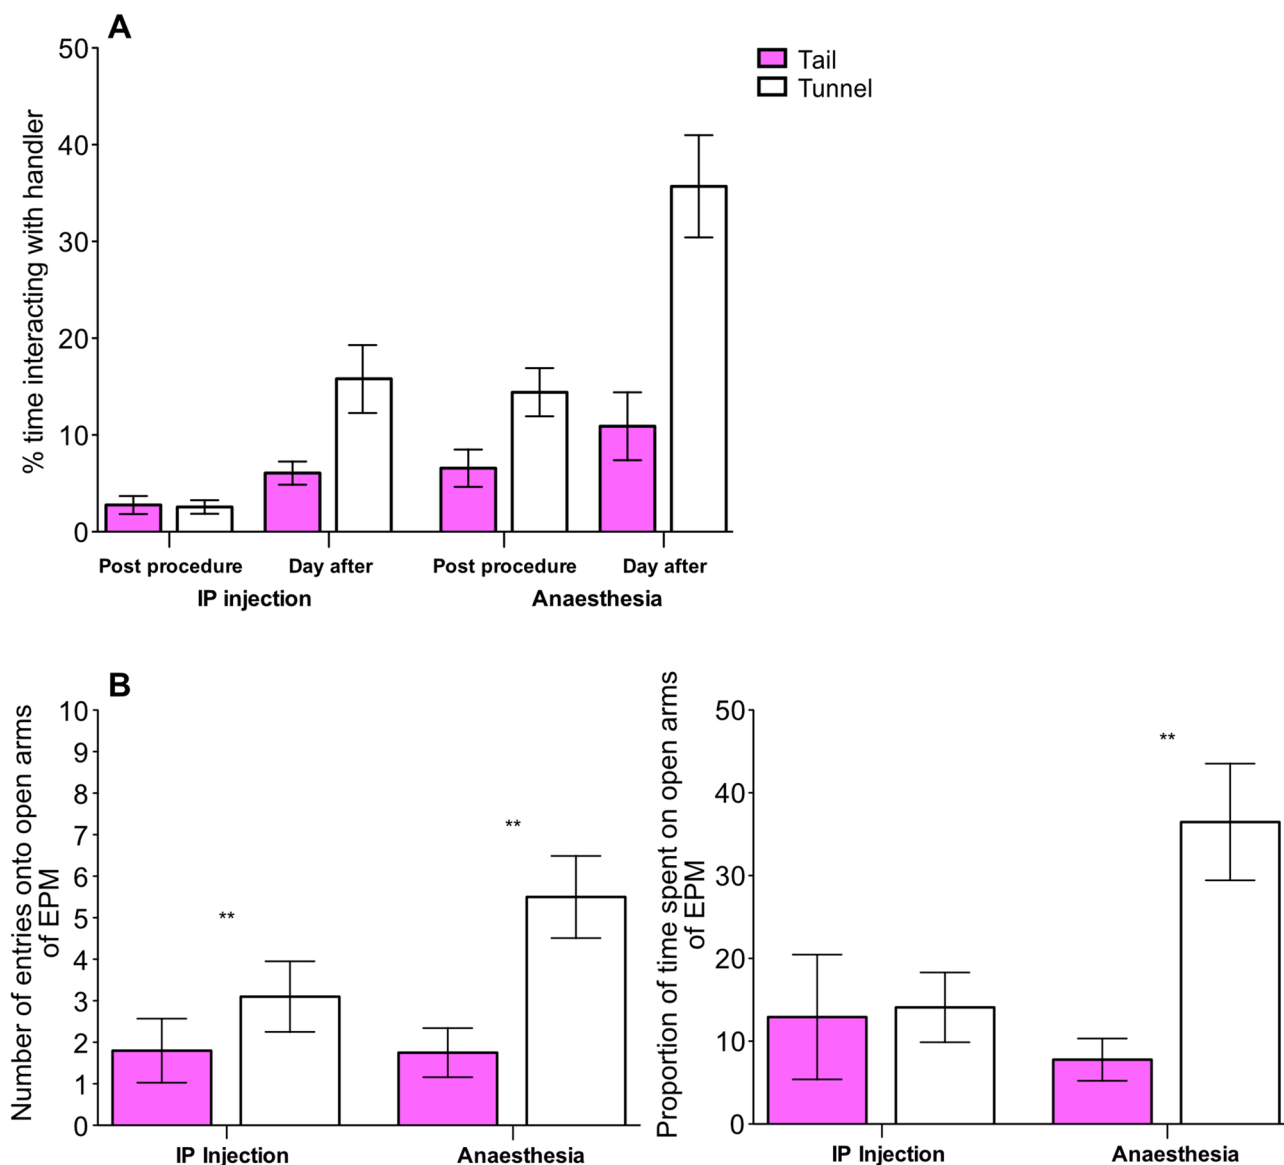 A
50
40
30
20
10
0
% time interacting with handler
Tail
Tunnel
Post procedure
Day after
Post procedure
Day after
IP injection
Anaesthesia
B
10
9
8
7
6
5
4
3
2
1
0
Number of entries onto open arms
of EPM
**
**
IP Injection
Anaesthesia
50
40
30
20
10
0
Proportion of time spent on open arms
of EPM
**
IP Injection
Anaesthesia